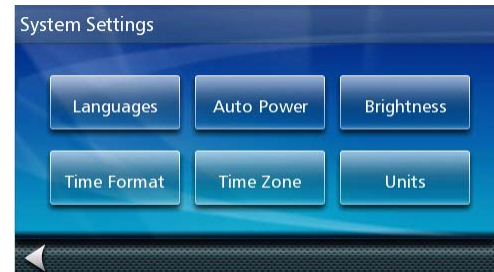 System Settings
Languages
Auto Power
Brightness
Time Format
Time Zone
Units